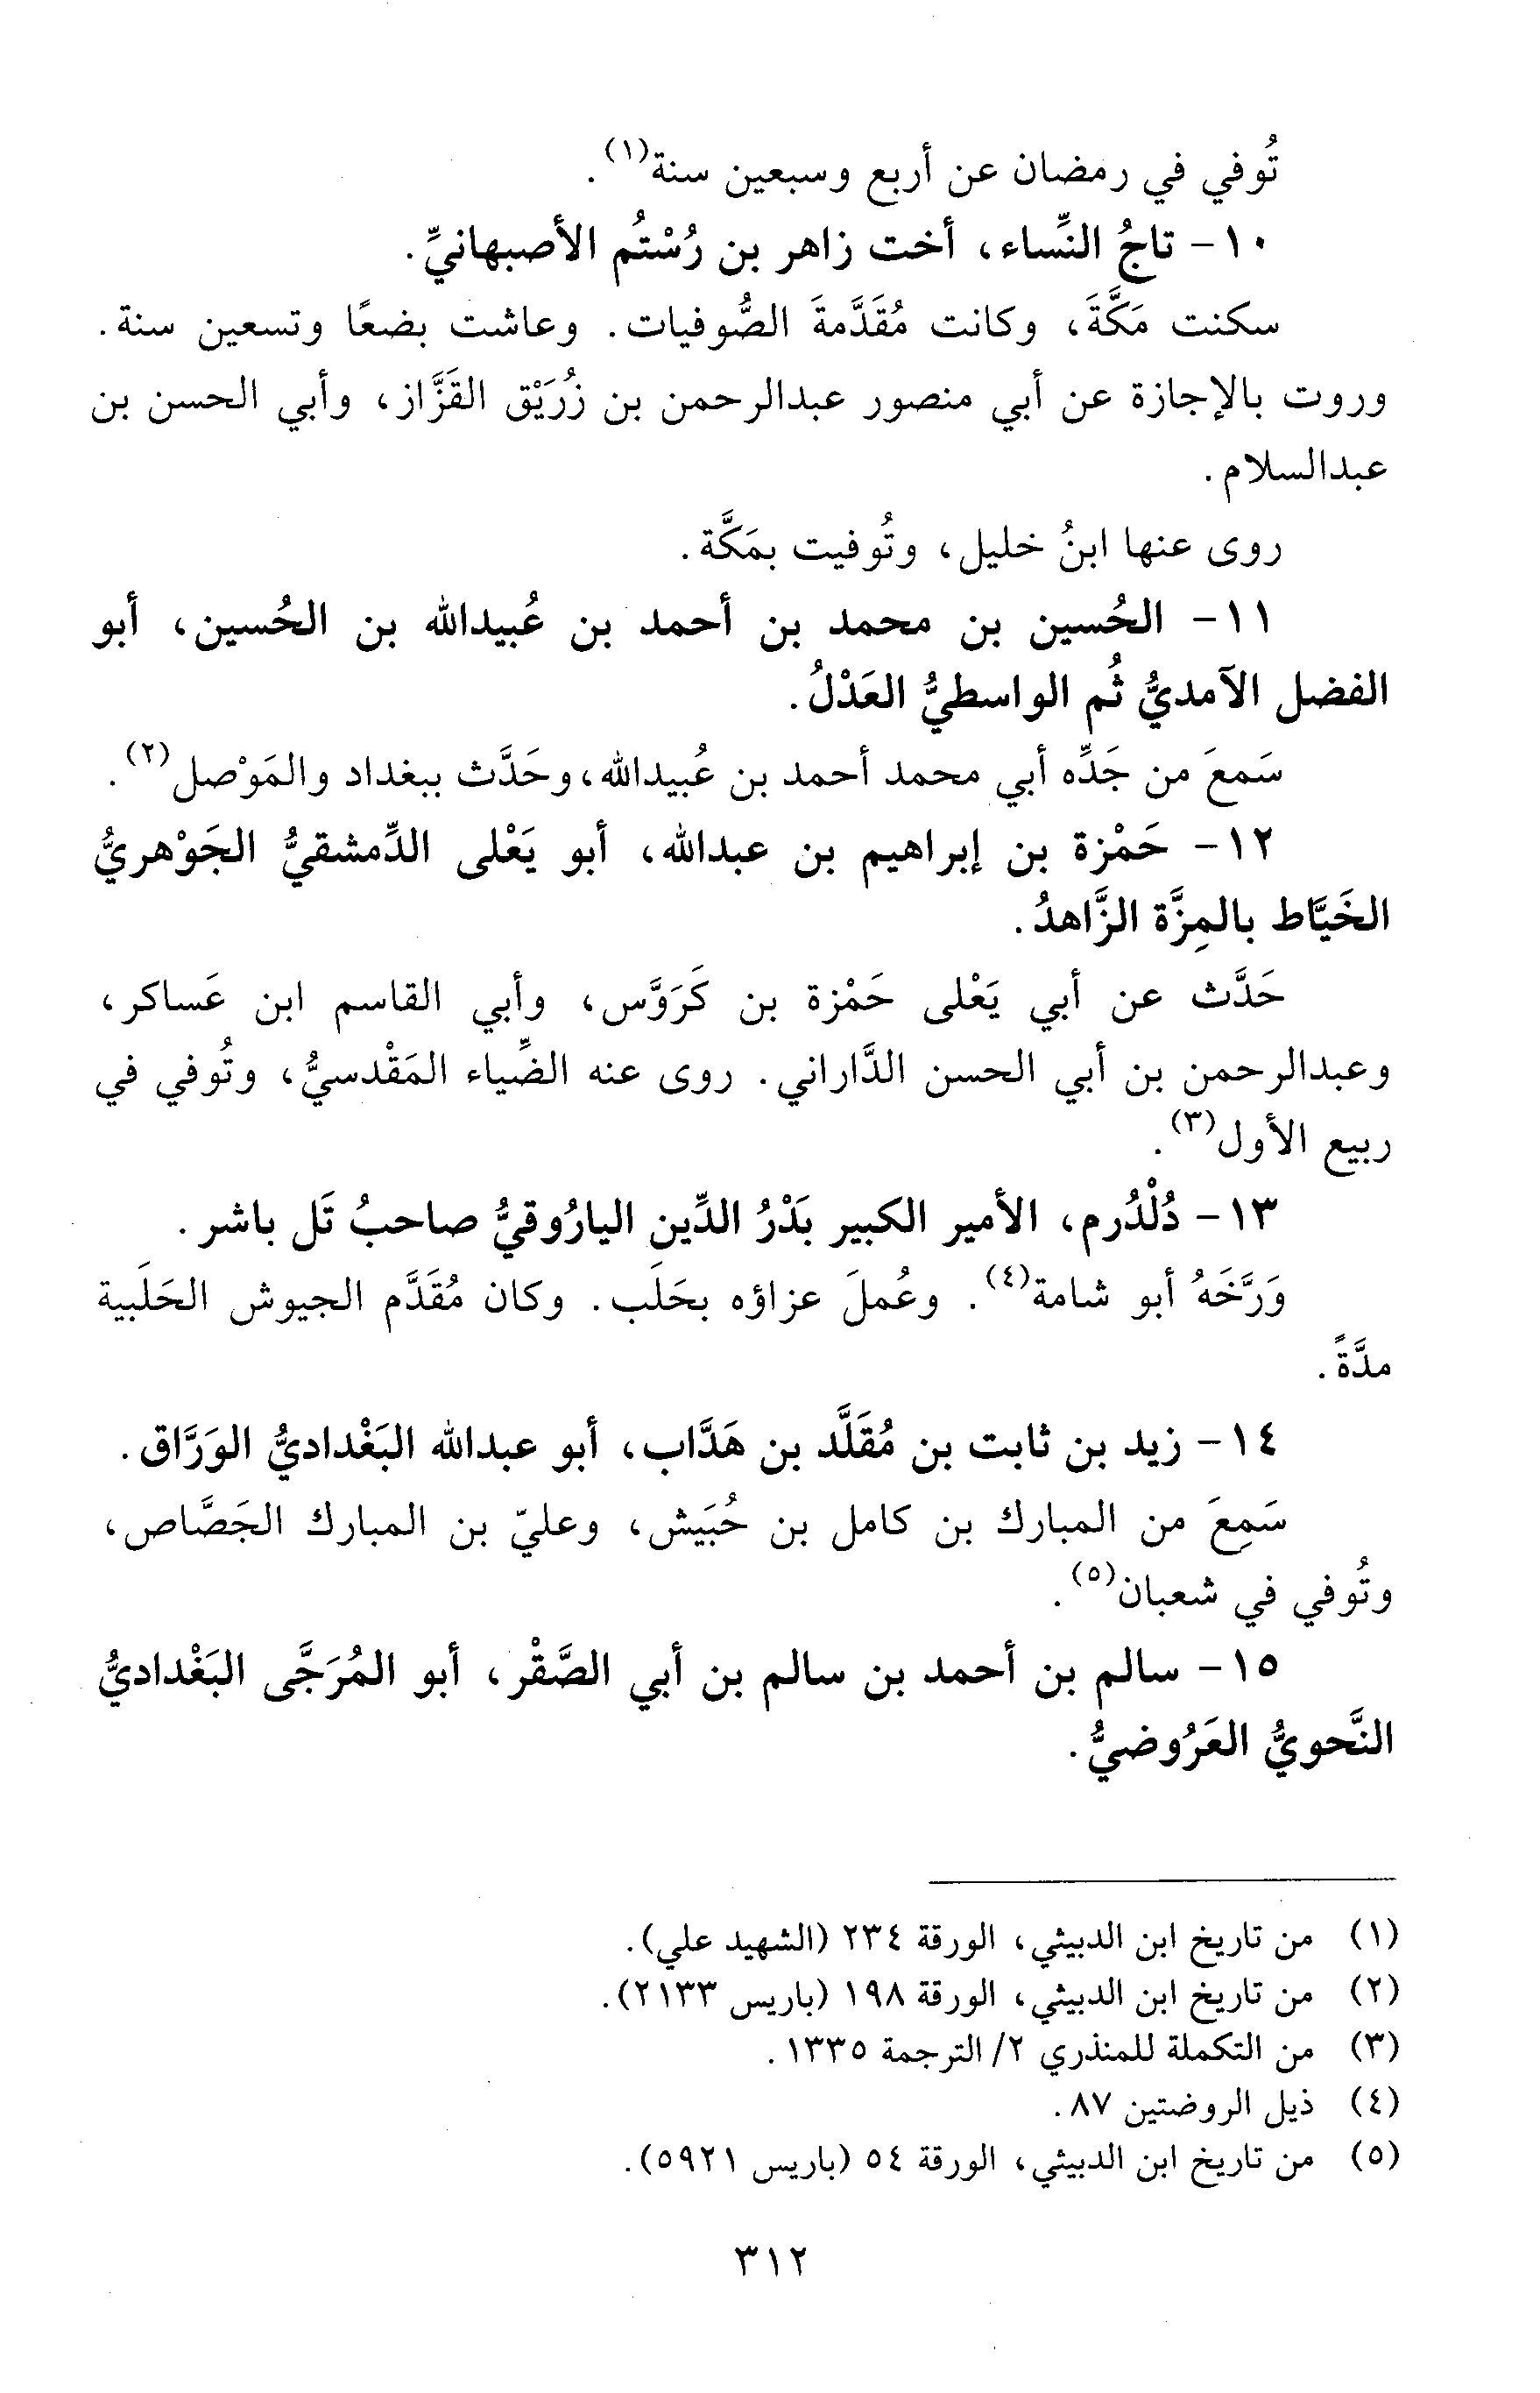 تُوفي في رمضان عن أربع وسبعين سنة(١).
١٠- تاجُ النِّساء، أخت زاهر بن رُسْتُم الأصبهانيِّ.
سكنت مَكَّةَ، وكانت مُقَدَّمةَ الصُّوفيات. وعاشت بضعًا وتسعين سنة.
وروت بالإجازة عن أبي منصور عبدالرحمن بن زُرَيْق القَزَّاز، وأبي الحسن بن
عبدالسلام.
روى عنها ابنُ خليل، وتُوفيت بمَكَّة.
١١- الحُسين بن محمد بن أحمد بن عُبيدالله بن الحُسين، أبو
الفضل الآمديُّ ثُم الواسطيُّ العَدْلُ.
سَمعَ من جَدِّه أبي محمد أحمد بن عُبيدالله، وحَدَّث ببغداد والمَوْصل(٢).
١٢- حَمْزة بن إبراهيم بن عبدالله، أبو يَعْلى الدِّمشقيُّ الجَوْهريُّ
الخَيَّاط بالمِزَّة الزَّاهدُ.
حَدَّث عن أبي يَعْلى حَمْزة بن كَرَوَّس، وأبي القاسم ابن عَساكر،
وعبدالرحمن بن أبي الحسن الدَّاراني. روى عنه الضِّياء المَقْدسيُّ، وتُوفي في
ربيع الأول(٣).
١٣- دُلْدُرم، الأمير الكبير بَدْرُ الدِّين اليارُوقيُّ صاحبُ تَل باشر.
وَرَّخَهُ أبو شامة(٤). وعُملَ عزاؤه بحَلَب. وكان مُقَدَّم الجيوش الحَلَبية
مدَّةً.
١٤- زيد بن ثابت بن مُقَلَّد بن هَدَّاب، أبو عبدالله البَغْداديُّ الوَرَّاق.
سَمِعَ من المبارك بن كامل بن حُبَيش، وعليّ بن المبارك الجَصَّاص،
وتُوفي في شعبان(٥).
١٥- سالم بن أحمد بن سالم بن أبي الصَّقْر، أبو المُرَجَّى البَغْداديُّ
النَّحويُّ العَرُوضيُّ.
(١) من تاريخ ابن الدبيثي، الورقة ٢٣٤ (الشهيد علي).
(٢) من تاريخ ابن الدبيثي، الورقة ١٩٨ (باريس ٢١٣٣).
(٣) من التكملة للمنذري ٢/ الترجمة ١٣٣٥.
(٤) ذيل الروضتين ٨٧.
(٥) من تاريخ ابن الدبيثي، الورقة ٥٤ (باريس ٥٩٢١).
٣١٢